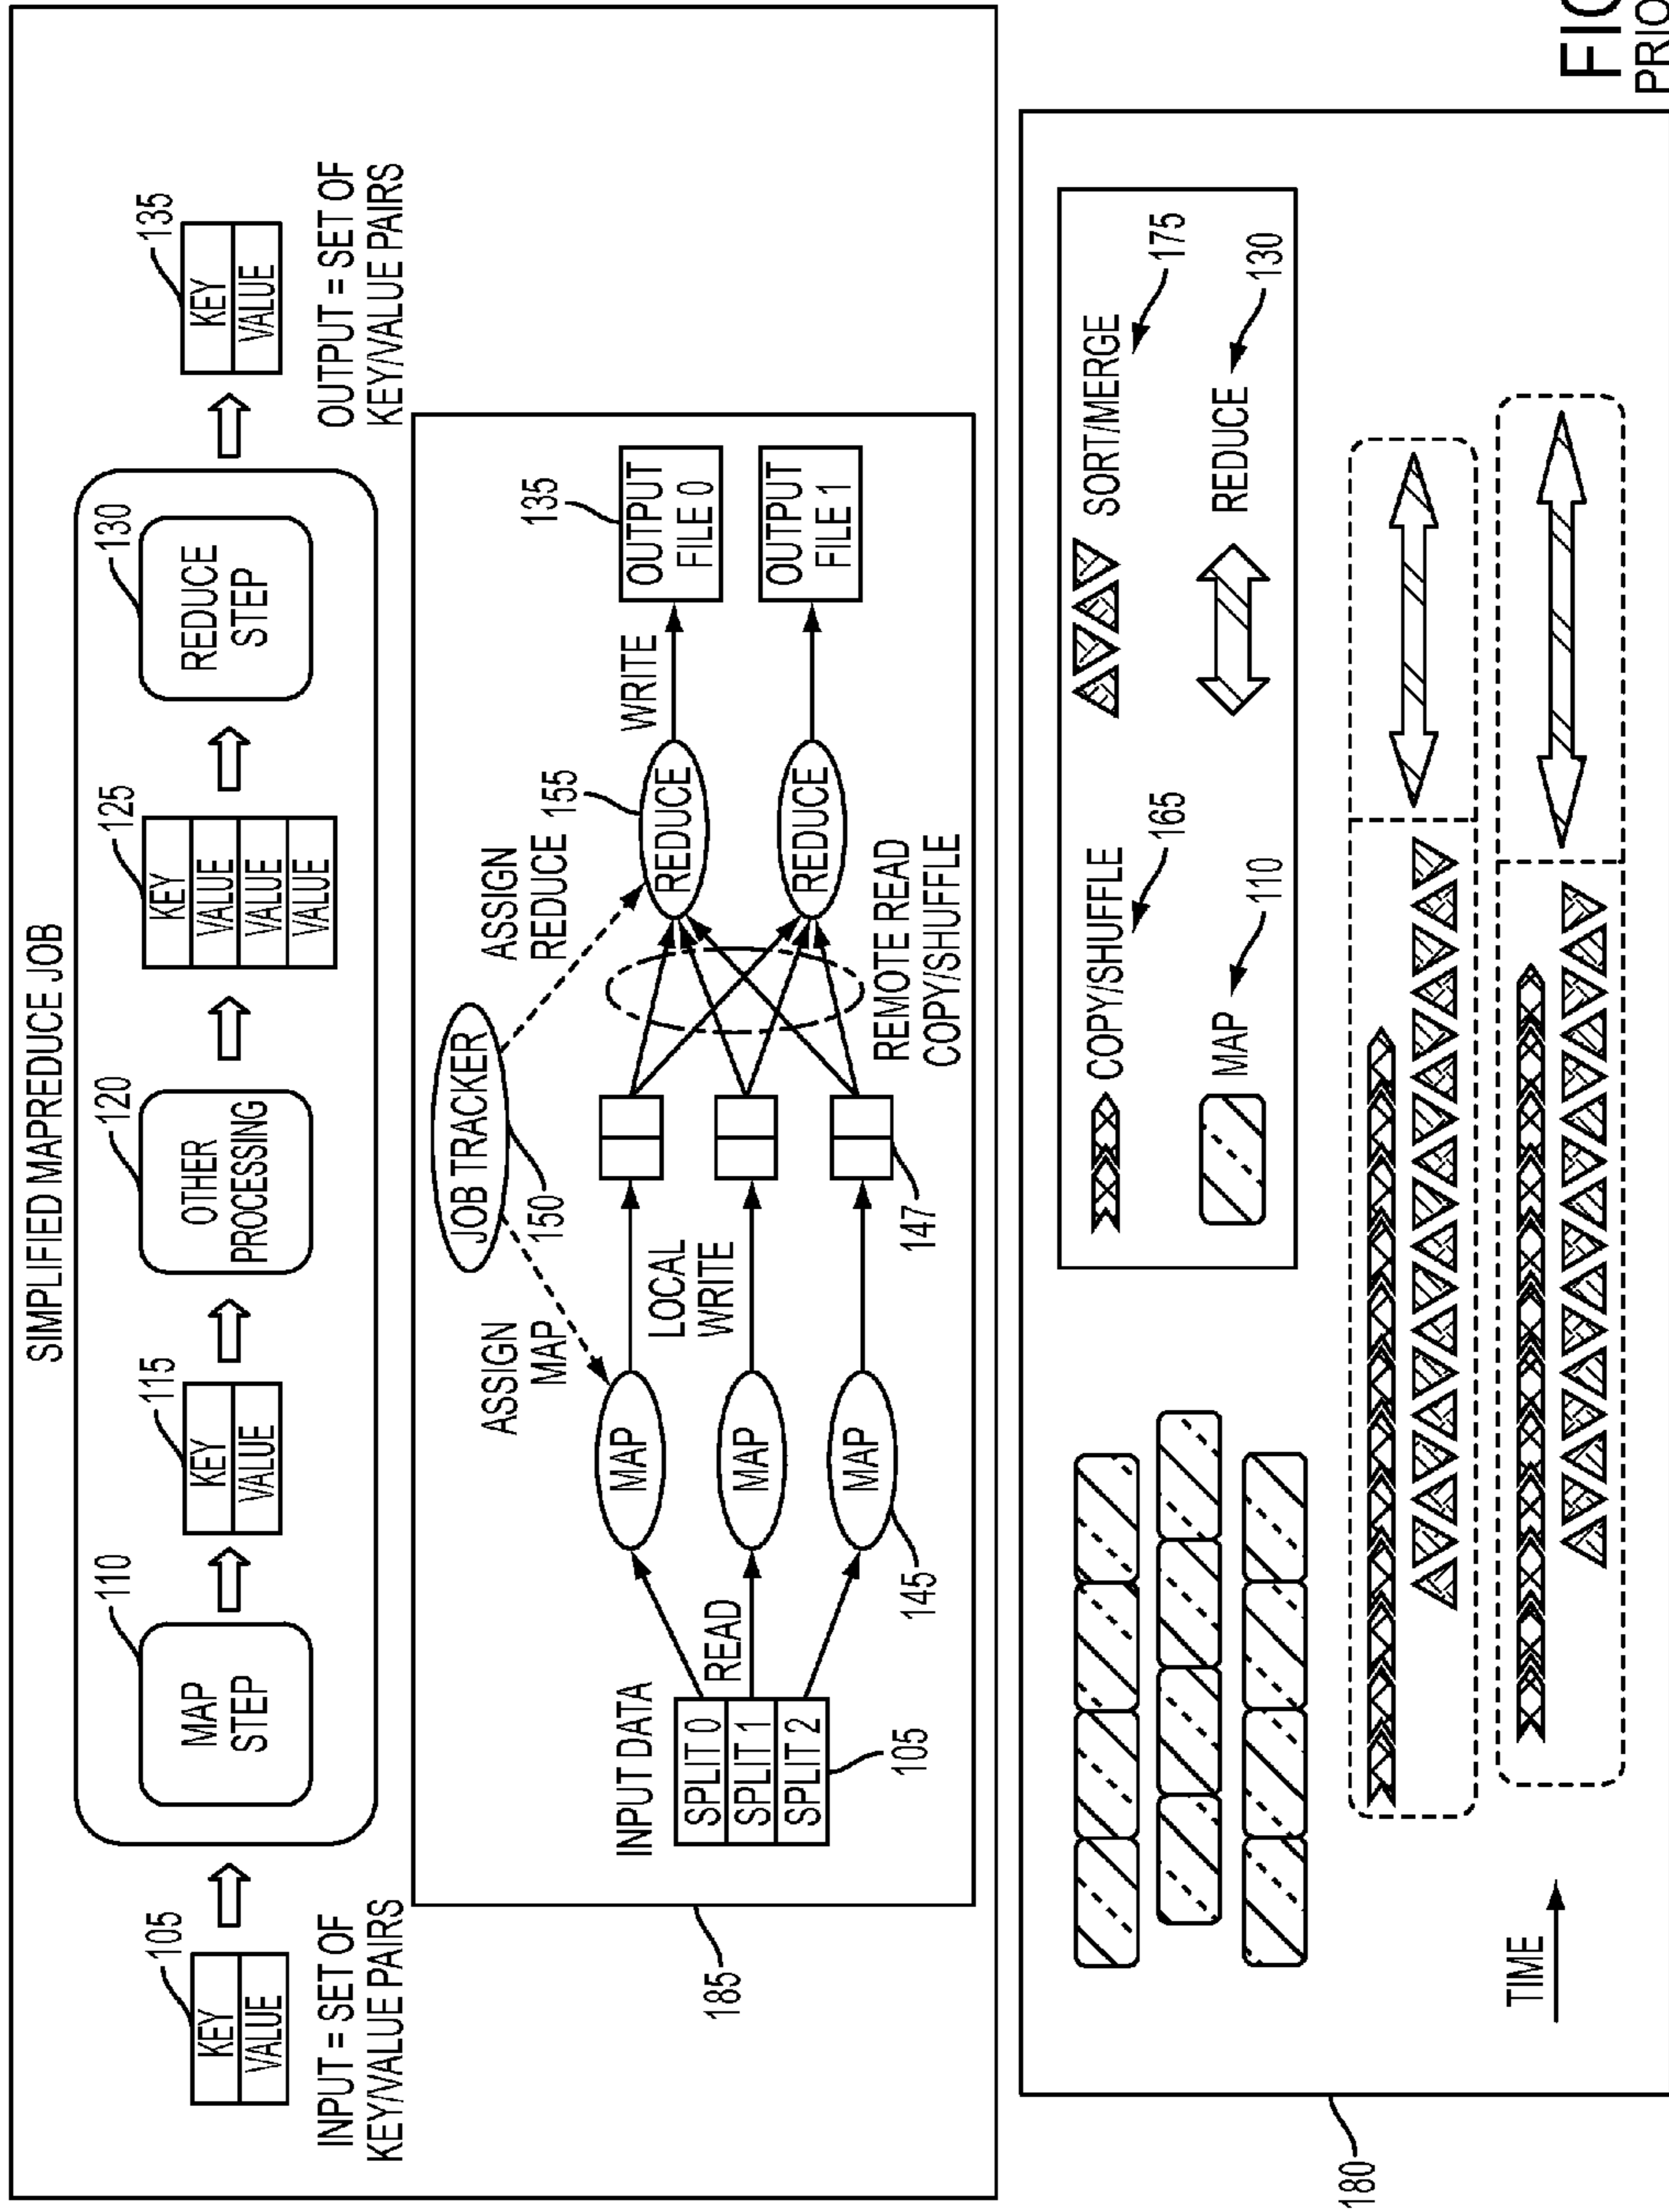 SIMPLIFIED MAPREDUCE JOB
105
KEY
VALUE
INPUT = SET OF
KEY/VALUE PAIRS
110
MAP
STEP
115
KEY
VALUE
120
OTHER
PROCESSING
125
KEY
VALUE
VALUE
VALUE
130
REDUCE
STEP
135
KEY
VALUE
OUTPUT = SET OF
KEY/VALUE PAIRS
185
INPUT DATA
SPLIT 0
SPLIT 1
SPLIT 2
105
READ
ASSIGN
MAP
MAP
MAP
MAP
145
JOB TRACKER
150
LOCAL
WRITE
147
ASSIGN
REDUCE
155
REDUCE
REDUCE
REMOTE READ
COPY/SHUFFLE
WRITE
135
OUTPUT
FILE 0
OUTPUT
FILE 1
180
COPY/SHUFFLE
165
SORT/MERGE
175
MAP
110
REDUCE
130
TIME